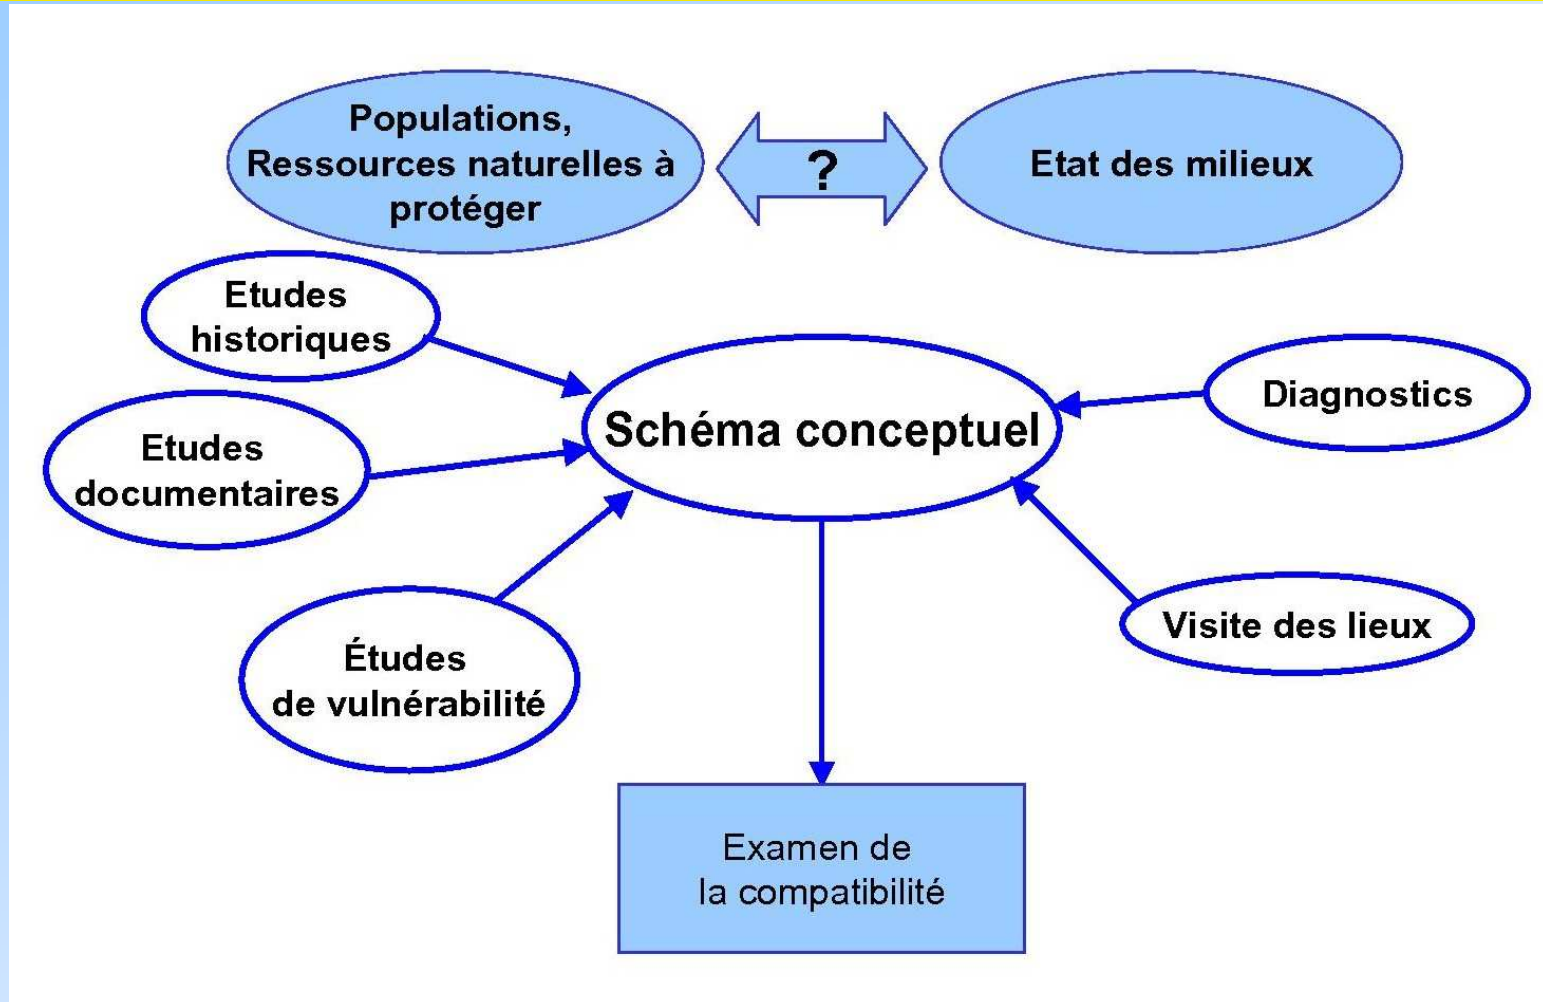 Populations,
Ressources naturelles à
protéger
?
Etat des milieux
Etudes
historiques
Schéma conceptuel
Diagnostics
Etudes
documentaires
Études
de vulnérabilité
Visite des lieux
Examen de
la compatibilité